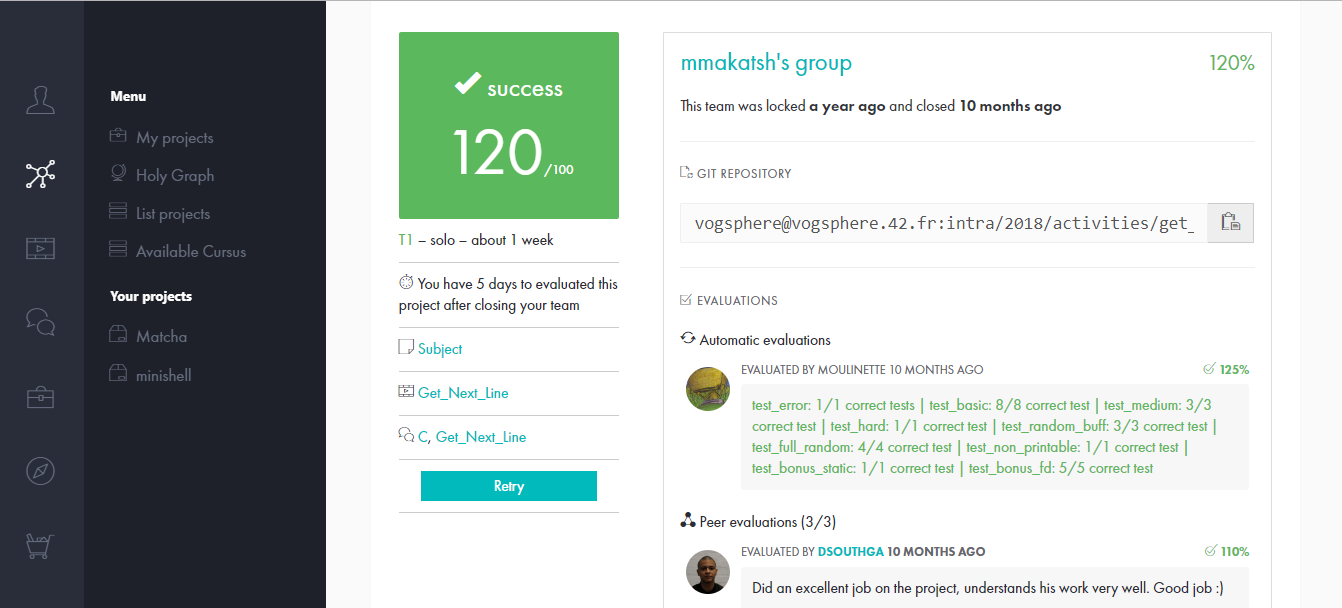 Menu
My projects
Holy Graph
List projects
Available Cursus
Your projects
Matcha
minishell
success
120/100
T1 – solo – about 1 week
You have 5 days to evaluated this
project after closing your team
Subject
Get_Next_Line
C, Get_Next_Line
Retry
mmakatsh's group
120%
This team was locked a year ago and closed 10 months ago
GIT REPOSITORY
vogsphere@vogsphere.42.fr:intra/2018/activities/get_
EVALUATIONS
Automatic evaluations
EVALUATED BY MOULINETTE 10 MONTHS AGO
125%
test_error: 1/1 correct tests | test_basic: 8/8 correct test | test_medium: 3/3
correct test | test_hard: 1/1 correct test | test_random_buff: 3/3 correct test |
test_full_random: 4/4 correct test | test_non_printable: 1/1 correct test |
test_bonus_static: 1/1 correct test | test_bonus_fd: 5/5 correct test
Peer evaluations (3/3)
EVALUATED BY DSOUTHGA 10 MONTHS AGO
110%
Did an excellent job on the project, understands his work very well. Good job :)